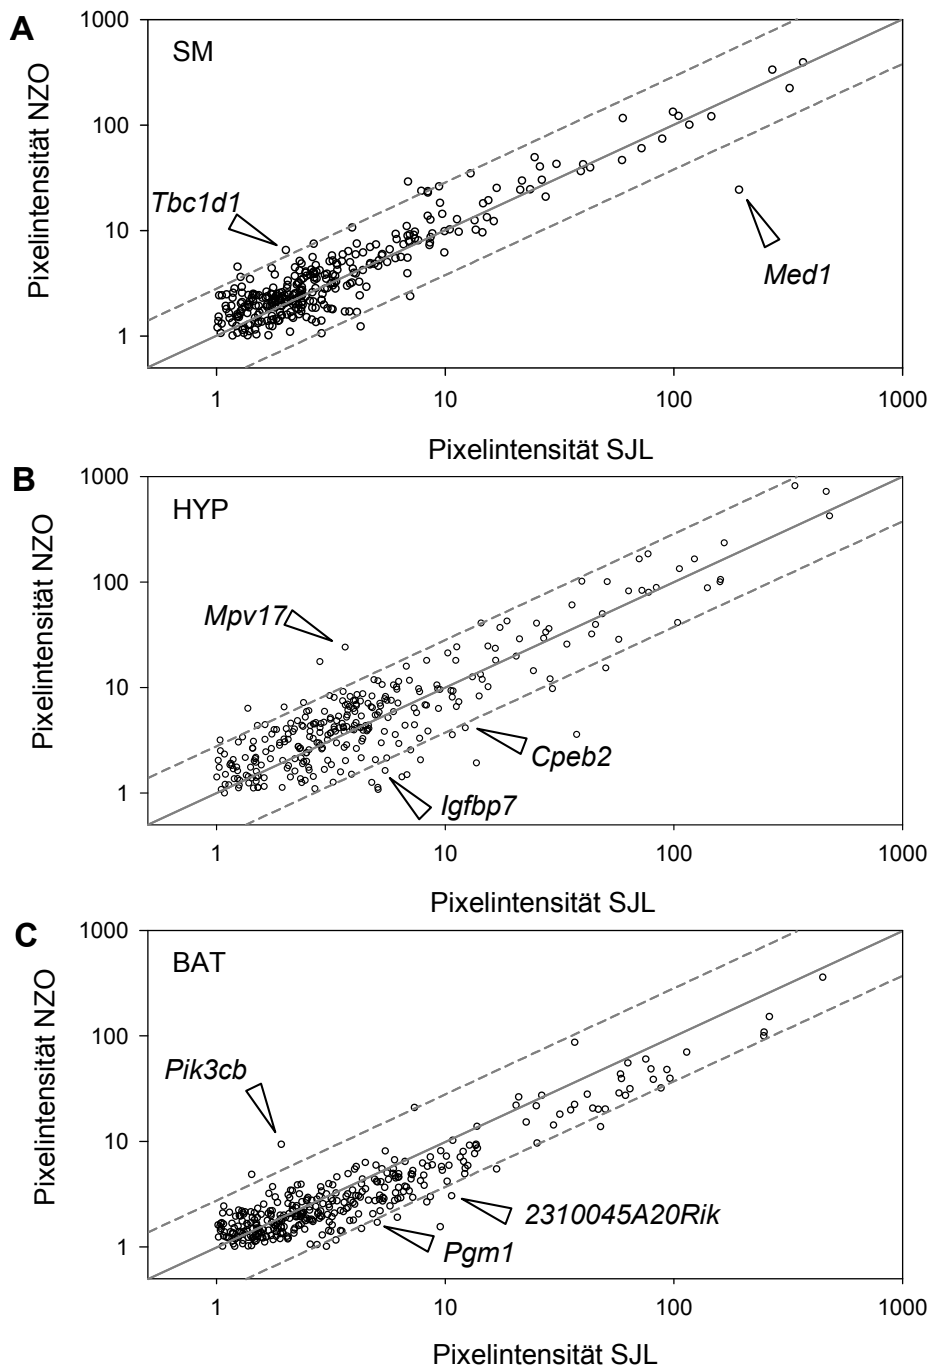 A
SM
1000
100
10
1
Pixelintensität NZO
Tbc1d1
Med1
1 10 100 1000
Pixelintensität SJL
B
HYP
1000
100
10
1
Pixelintensität NZO
Mpv17
Cpeb2
Igfbp7
1 10 100 1000
Pixelintensität SJL
C
BAT
1000
100
10
1
Pixelintensität NZO
Pik3cb
2310045A20Rik
Pgm1
1 10 100 1000
Pixelintensität SJL